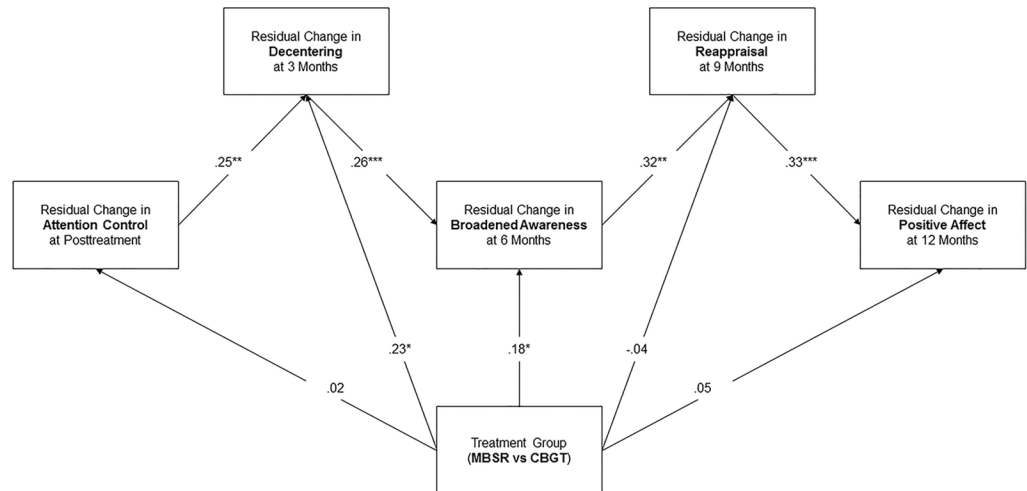 Residual Change in
Decentering
at 3 Months
Residual Change in
Reappraisal
at 9 Months
.25**
.26***
.32**
.33***
Residual Change in
Attention Control
at Posttreatment
Residual Change in
Broadened Awareness
at 6 Months
Residual Change in
Positive Affect
at 12 Months
.23*
.18*
-.04
.02
.05
Treatment Group
(MBSR vs CBGT)